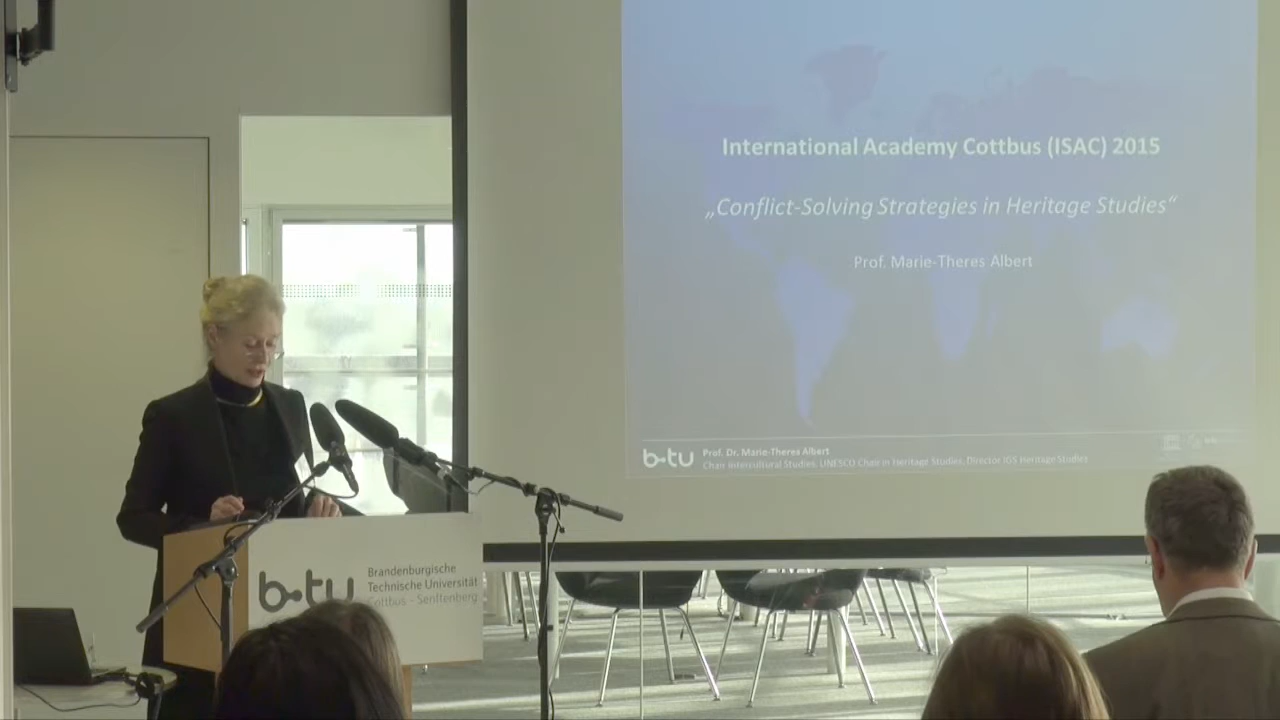 International Academy Cottbus (ISAC) 2015
„Conflict-Solving Strategies in Heritage Studies“
Prof. Marie-Theres Albert
b-tu
Prof. Dr. Marie-Theres Albert
Chair Intercultural Studies, UNESCO Chair in Heritage Studies, Director IGS Heritage Studies
b-tu
Brandenburgische
Technische Universität
Cottbus - Senftenberg